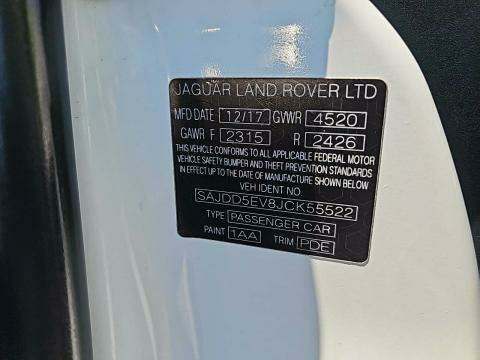 JAGUAR LAND ROVER LTD
MFD DATE 12/17 GVWR 4520
GAWR F 2315 R 2426
THIS VEHICLE CONFORMS TO ALL APPLICABLE FEDERAL MOTOR
VEHICLE SAFETY BUMPER AND THEFT PREVENTION STANDARDS
IN EFFECT UP TO THE DATE OF MANUFACTURE SHOWN BELOW
VEH IDENT NO
SAJDD5EV8JCK55522
TYPE PASSENGER CAR
PAINT 1AA TRIM PDE